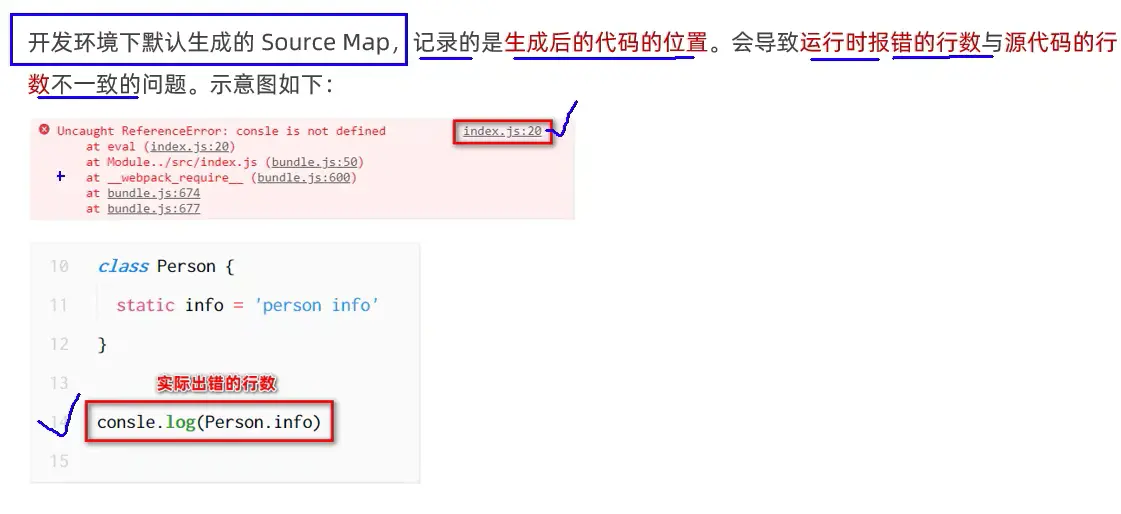 开发环境下默认生成的 Source Map，记录的是生成后的代码的位置。会导致运行时报错的行数与源代码的行
数不一致的问题。示意图如下：
Uncaught ReferenceError: consle is not defined index.js:20
at eval (index.js:20)
at Module../src/index.js (bundle.js:50)
at __webpack_require__ (bundle.js:600)
at bundle.js:674
at bundle.js:677
10 class Person {
11 static info = 'person info'
12 }
13 实际出错的行数
14 consle.log(Person.info)
15